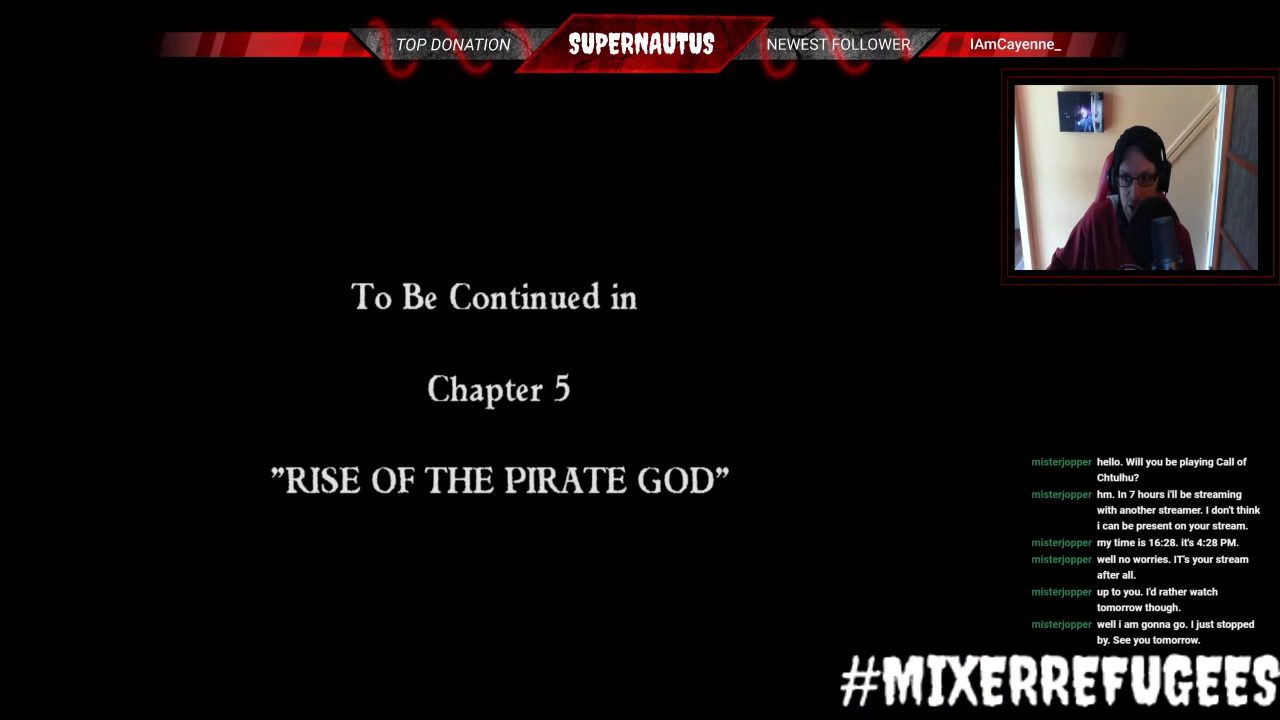 TOP DONATION
SUPERNAUTUS
NEWEST FOLLOWER
IAmCayenne_
To Be Continued in
Chapter 5
"RISE OF THE PIRATE GOD"
misterjopper hello. Will you be playing Call of
Chtulhu?
misterjopper hm. In 7 hours i'll be streaming
with another streamer. I don't think
i can be present on your stream.
misterjopper my time is 16:28. it's 4:28 PM.
misterjopper well no worries. IT's your stream
after all.
misterjopper up to you. I'd rather watch
tomorrow though.
misterjopper well i am gonna go. I just stopped
by. See you tomorrow.
#MIXERREFUGEES